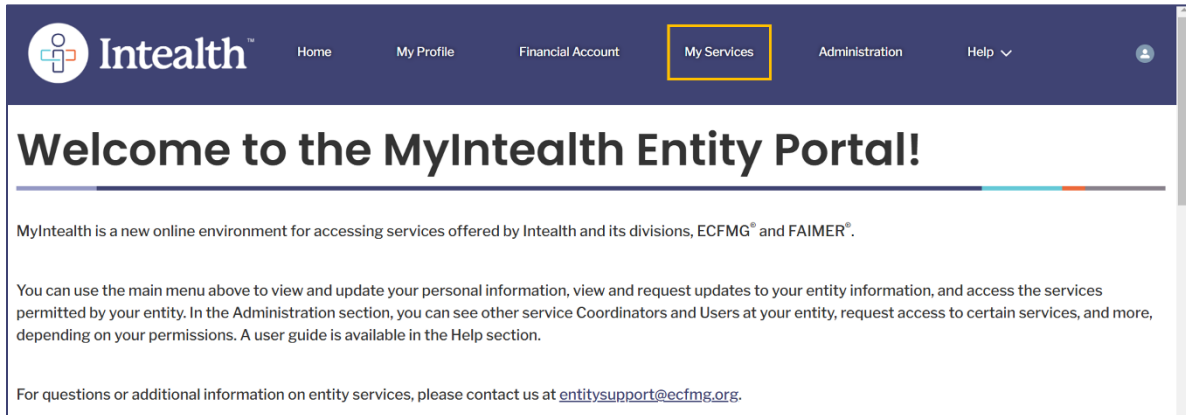 Intealth™ Home My Profile Financial Account My Services Administration Help
Welcome to the MyIntealth Entity Portal!
MyIntealth is a new online environment for accessing services offered by Intealth and its divisions, ECFMG® and FAIMER®.
You can use the main menu above to view and update your personal information, view and request updates to your entity information, and access the services
permitted by your entity. In the Administration section, you can see other service Coordinators and Users at your entity, request access to certain services, and more,
depending on your permissions. A user guide is available in the Help section.
For questions or additional information on entity services, please contact us at entitysupport@ecfmg.org.